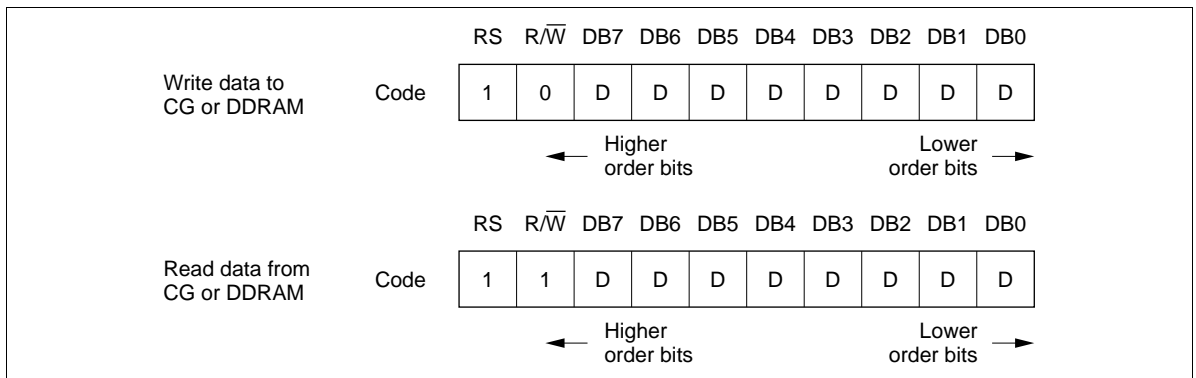 RS R/W̅ DB7 DB6 DB5 DB4 DB3 DB2 DB1 DB0
Write data to
CG or DDRAM
Code 1 0 D D D D D D D D
Higher
order bits
Lower
order bits
RS R/W̅ DB7 DB6 DB5 DB4 DB3 DB2 DB1 DB0
Read data from
CG or DDRAM
Code 1 1 D D D D D D D D
Higher
order bits
Lower
order bits